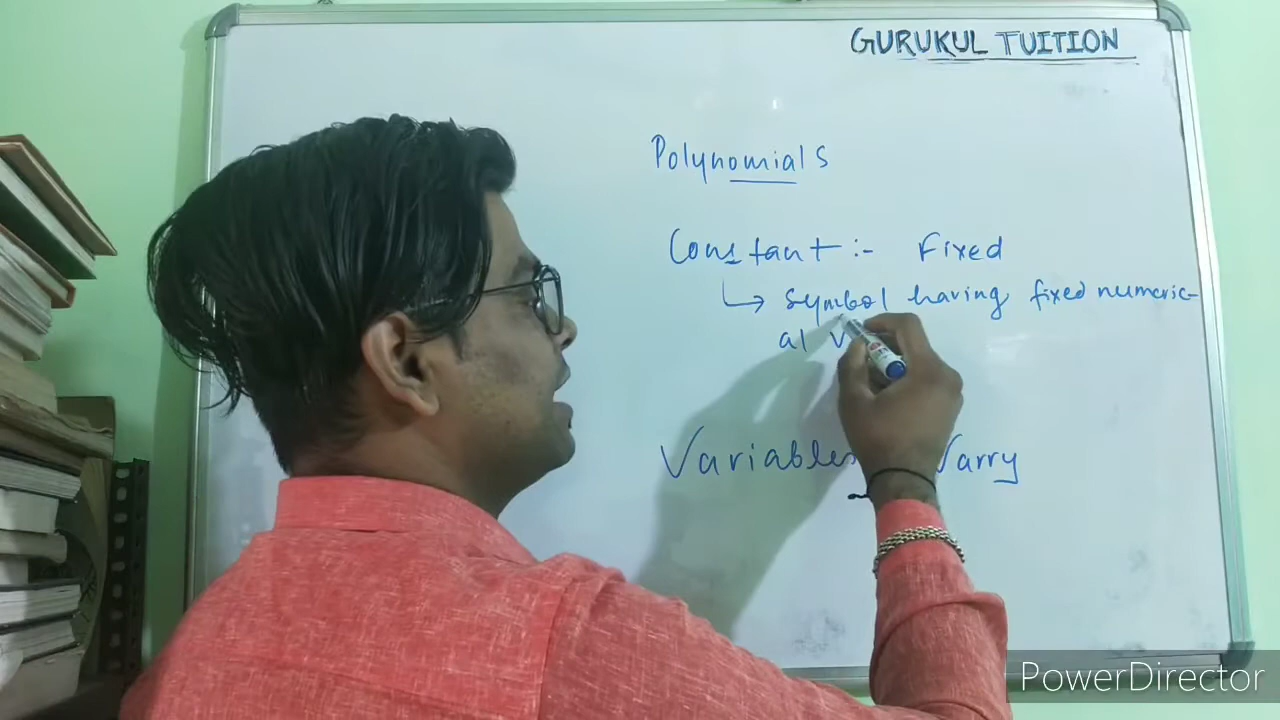 GURUKUL TUITION
Polynomials
Constant :- Fixed
↳ Symbol having fixed numeric-
al
Variables Varry
PowerDirector